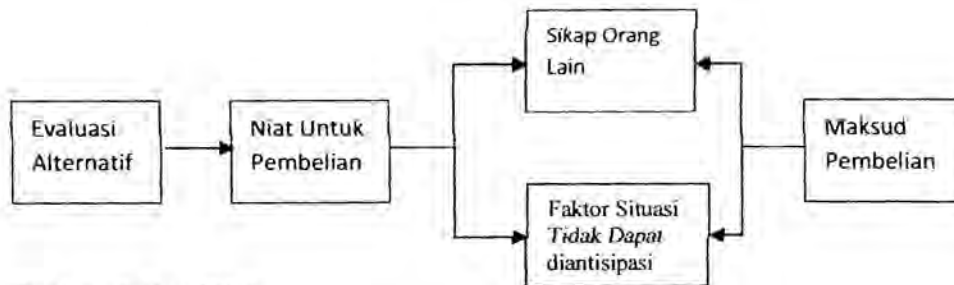 Evaluasi
Alternatif
Niat Untuk
Pembelian
Sikap Orang
Lain
Faktor Situasi
Tidak Dapat
diantisipasi
Maksud
Pembelian